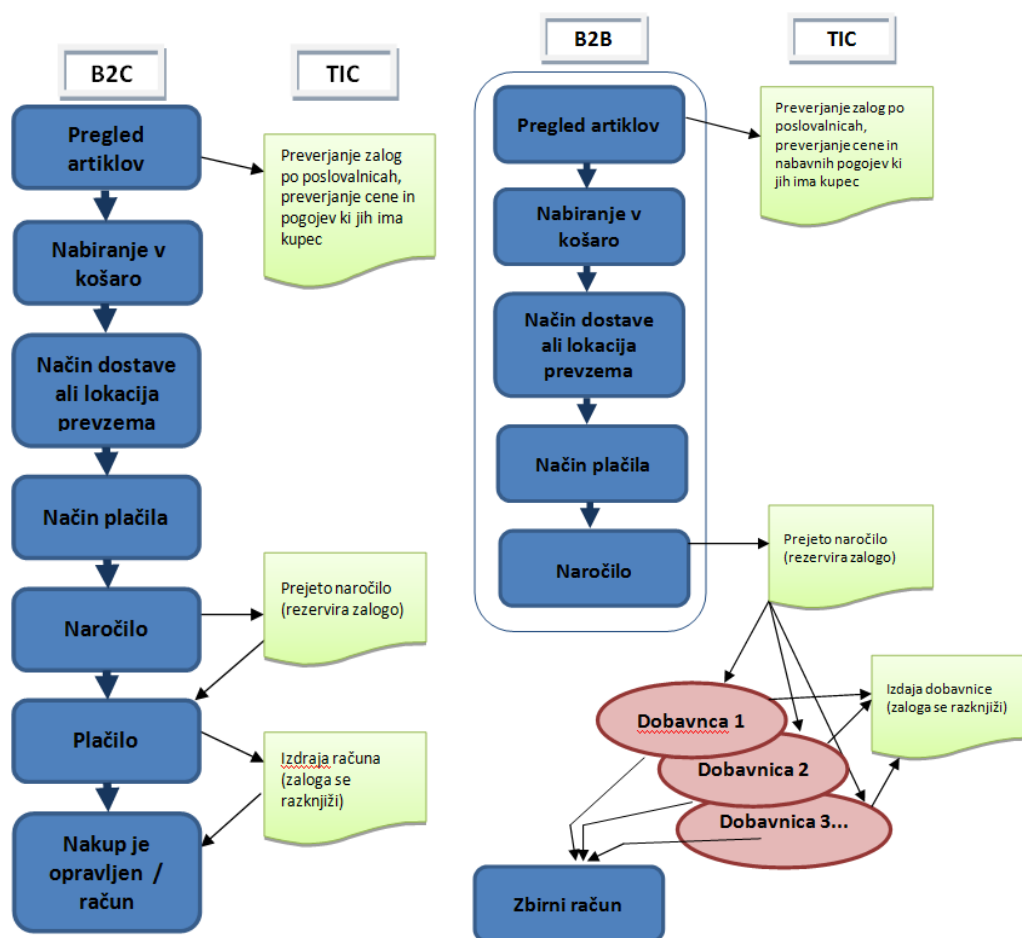 B2C
TIC
Pregled
artiklov
Preverjanje zalog
po poslovalnicah,
preverjanje cene in
pogojev ki jih ima
kupec
Nabiranje v
košaro
Način dostave
ali lokacija
prevzema
Način plačila
Naročilo
Prejeto naročilo
(rezervira zalogo)
Plačilo
Izdraja računa
(zaloga se
razknjiži)
Nakup je
opravljen /
račun
B2B
TIC
Pregled artiklov
Preverjanje zalog po
poslovalnicah,
preverjanje cene in
nabavnih pogojev ki
jih ima kupec
Nabiranje v
košaro
Način dostave
ali lokacija
prevzema
Način plačila
Naročilo
Prejeto naročilo
(rezervira zalogo)
Dobavnca 1
Dobavnica 2
Dobavnica 3...
Izdaja dobavnice
(zaloga se razknjiži)
Zbirni račun